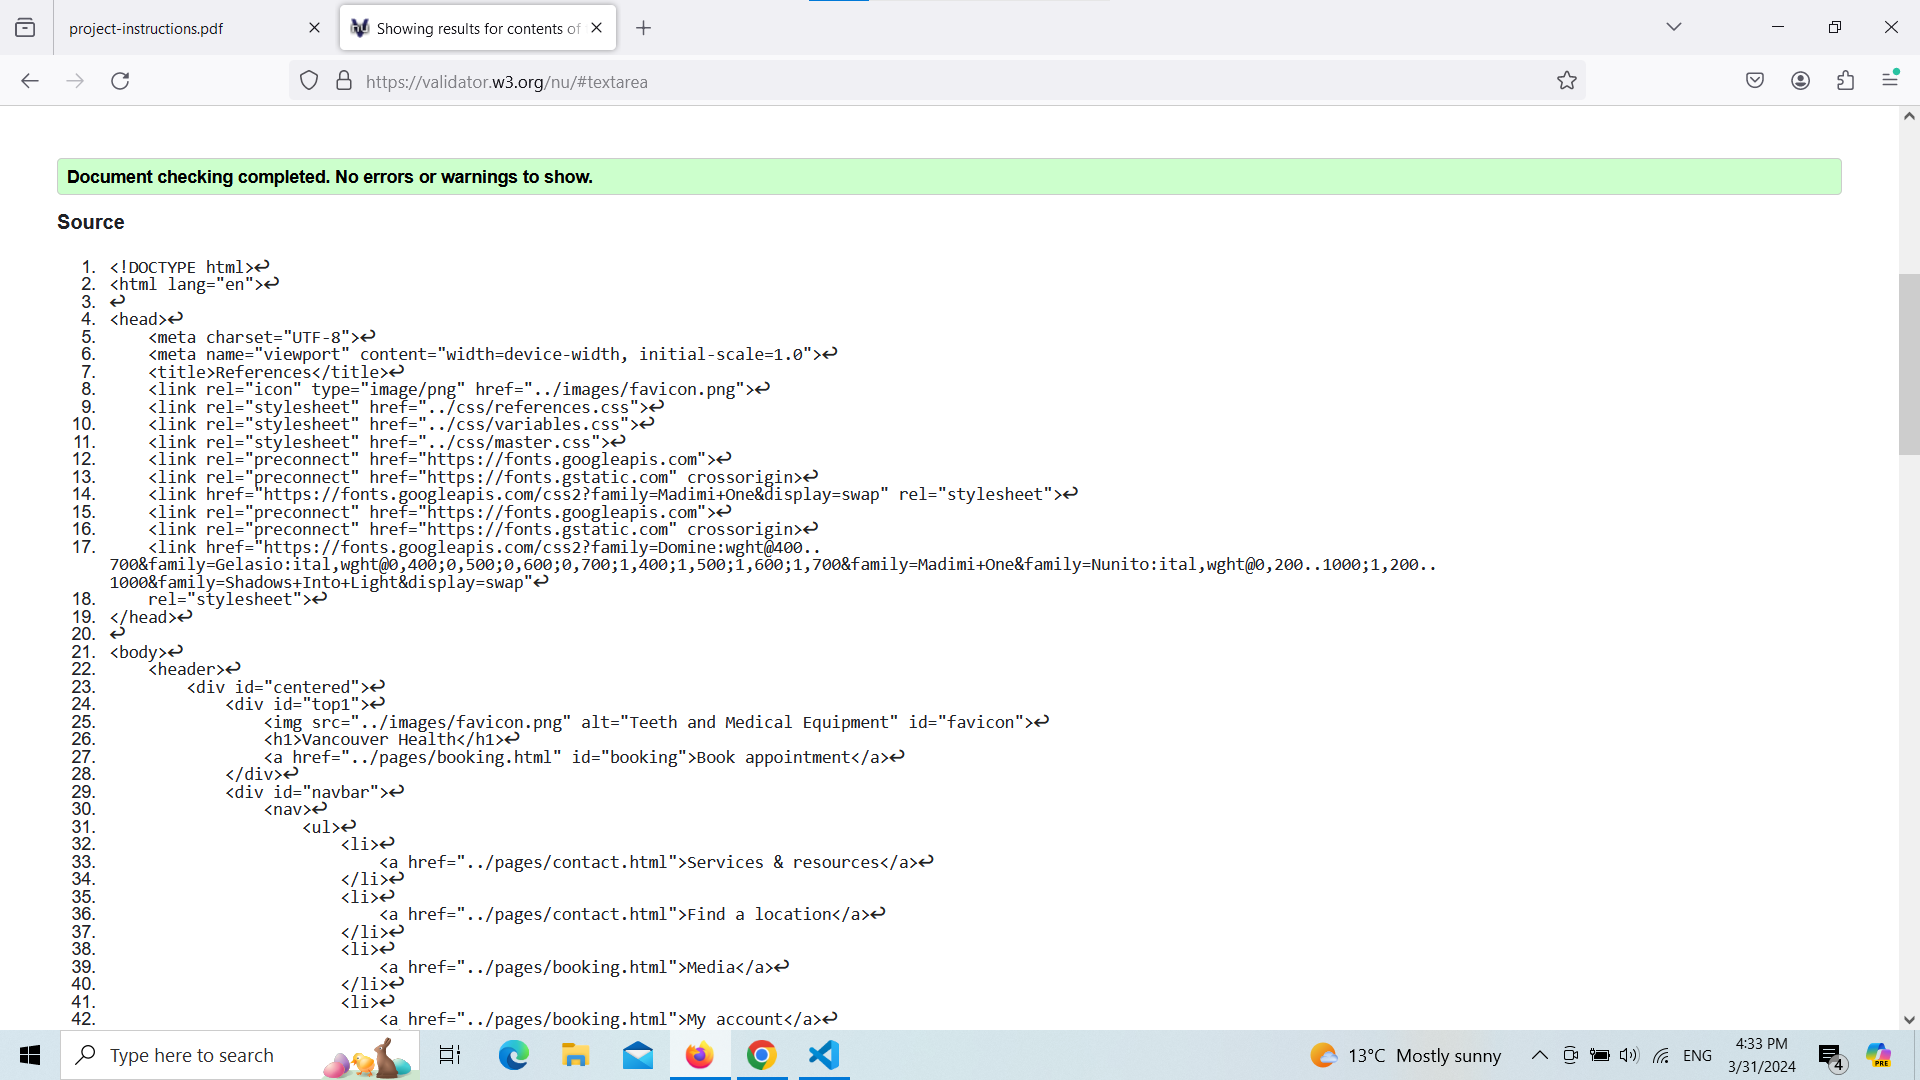 project-instructions.pdf
Showing results for contents of
https://validator.w3.org/nu/#textarea
Document checking completed. No errors or warnings to show.
Source
1. <!DOCTYPE html>↩
2. <html lang="en">↩
3. ↩
4. <head>↩
5. <meta charset="UTF-8">↩
6. <meta name="viewport" content="width=device-width, initial-scale=1.0">↩
7. <title>References</title>↩
8. <link rel="icon" type="image/png" href="../images/favicon.png">↩
9. <link rel="stylesheet" href="../css/references.css">↩
10. <link rel="stylesheet" href="../css/variables.css">↩
11. <link rel="stylesheet" href="../css/master.css">↩
12. <link rel="preconnect" href="https://fonts.googleapis.com">↩
13. <link rel="preconnect" href="https://fonts.gstatic.com" crossorigin>↩
14. <link href="https://fonts.googleapis.com/css2?family=Madimi+One&display=swap" rel="stylesheet">↩
15. <link rel="preconnect" href="https://fonts.googleapis.com">↩
16. <link rel="preconnect" href="https://fonts.gstatic.com" crossorigin>↩
17. <link href="https://fonts.googleapis.com/css2?family=Domine:wght@400..
700&family=Gelasio:ital,wght@0,400;0,500;0,600;0,700;1,400;1,500;1,600;1,700&family=Madimi+One&family=Nunito:ital,wght@0,200..1000;1,200..
1000&family=Shadows+Into+Light&display=swap"↩
18. rel="stylesheet">↩
19. </head>↩
20. ↩
21. <body>↩
22. <header>↩
23. <div id="centered">↩
24. <div id="top1">↩
25. <img src="../images/favicon.png" alt="Teeth and Medical Equipment" id="favicon">↩
26. <h1>Vancouver Health</h1>↩
27. <a href="../pages/booking.html" id="booking">Book appointment</a>↩
28. </div>↩
29. <div id="navbar">↩
30. <nav>↩
31. <ul>↩
32. <li>↩
33. <a href="../pages/contact.html">Services & resources</a>↩
34. </li>↩
35. <li>↩
36. <a href="../pages/contact.html">Find a location</a>↩
37. </li>↩
38. <li>↩
39. <a href="../pages/booking.html">Media</a>↩
40. </li>↩
41. <li>↩
42. <a href="../pages/booking.html">My account</a>↩
Type here to search
13°C Mostly sunny
ENG
4:33 PM
3/31/2024
4
PRE